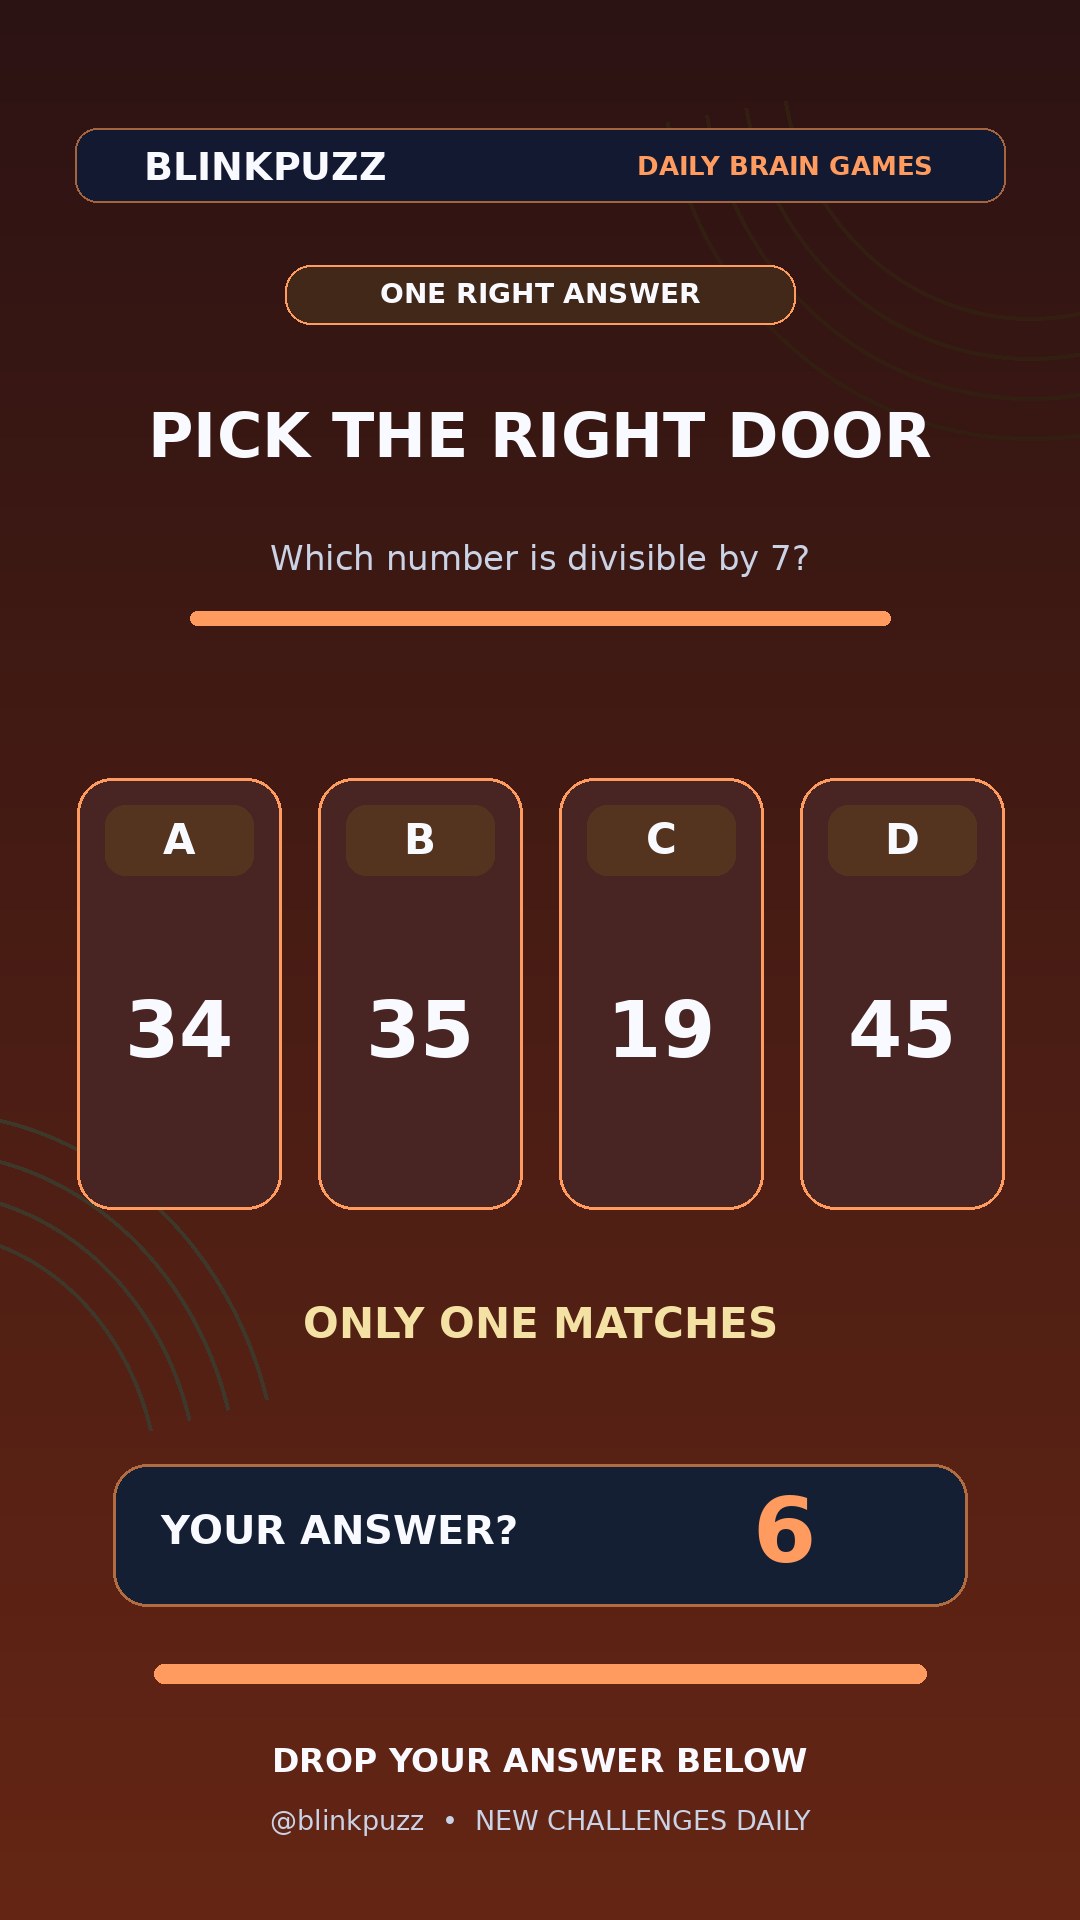 BLINKPUZZ DAILY BRAIN GAMES
ONE RIGHT ANSWER
PICK THE RIGHT DOOR
Which number is divisible by 7?
A B C D
34 35 19 45
ONLY ONE MATCHES
YOUR ANSWER? 6
DROP YOUR ANSWER BELOW
@blinkpuzz • NEW CHALLENGES DAILY